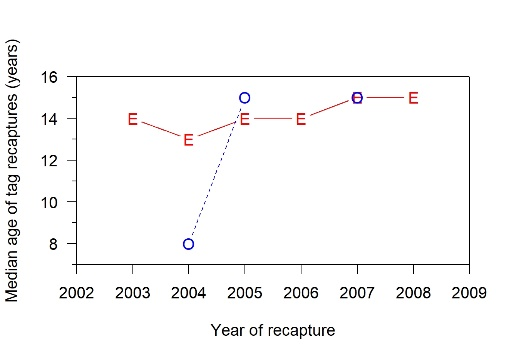 Median age of tag recaptures (years)
16
14
12
10
8
E
E
E
E
E
E
O
O
O
2002 2003 2004 2005 2006 2007 2008 2009
Year of recapture